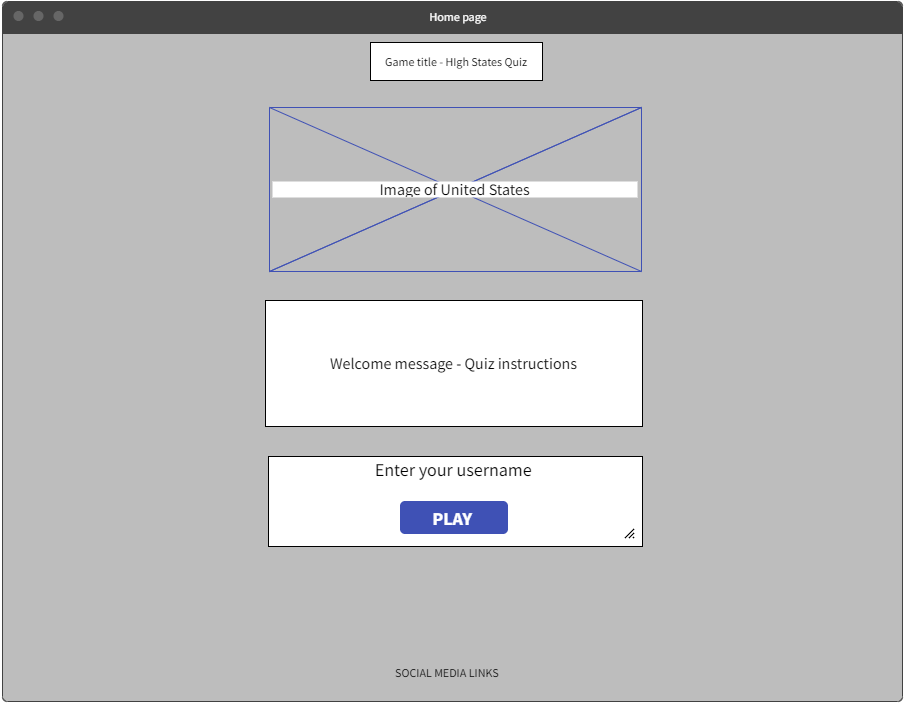 Home page
Game title - HIgh States Quiz
Image of United States
Welcome message - Quiz instructions
Enter your username
PLAY
SOCIAL MEDIA LINKS